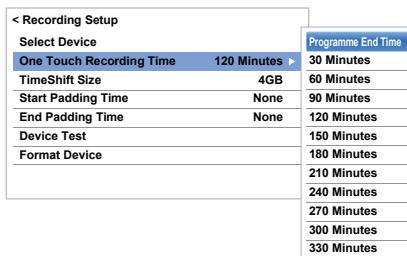 < Recording Setup
Select Device
One Touch Recording Time 120 Minutes
TimeShift Size 4GB
Start Padding Time None
End Padding Time None
Device Test
Format Device
Programme End Time
30 Minutes
60 Minutes
90 Minutes
120 Minutes
150 Minutes
180 Minutes
210 Minutes
240 Minutes
270 Minutes
300 Minutes
330 Minutes